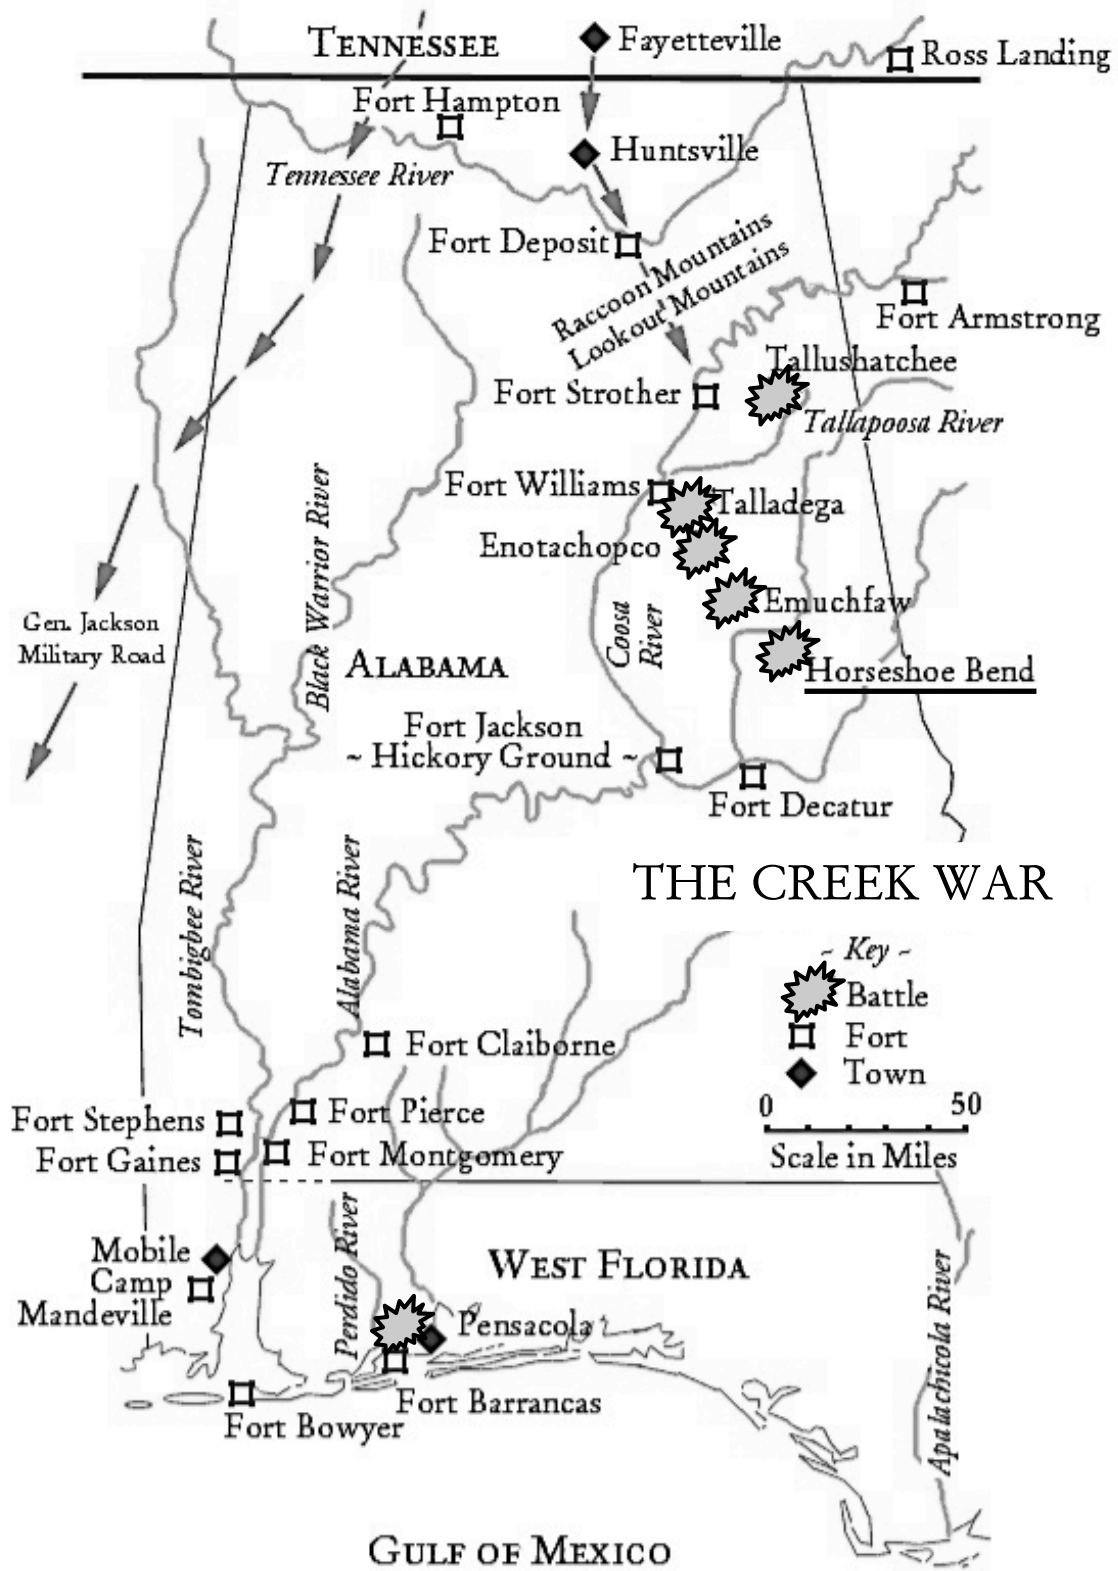 TENNESSEE
Fayetteville
Ross Landing
Fort Hampton
Huntsville
Tennessee River
Fort Deposit
Raccoon Mountains
Lookout Mountains
Fort Armstrong
Tallushatchee
Fort Strother
Tallapoosa River
Fort Williams
Talladega
Enotachopco
Black Warrior River
Emuchfaw
Coosa
River
Gen. Jackson
Military Road
ALABAMA
Horseshoe Bend
Fort Jackson
~ Hickory Ground ~
Fort Decatur
Tombigbee River
Alabama River
THE CREEK WAR
~ Key ~
Battle
Fort
Town
0 50
Scale in Miles
Fort Claiborne
Fort Stephens
Fort Pierce
Fort Gaines
Fort Montgomery
Mobile
Camp
Mandeville
Perdido River
WEST FLORIDA
Pensacola
Apalachicola River
Fort Barrancas
Fort Bowyer
GULF OF MEXICO